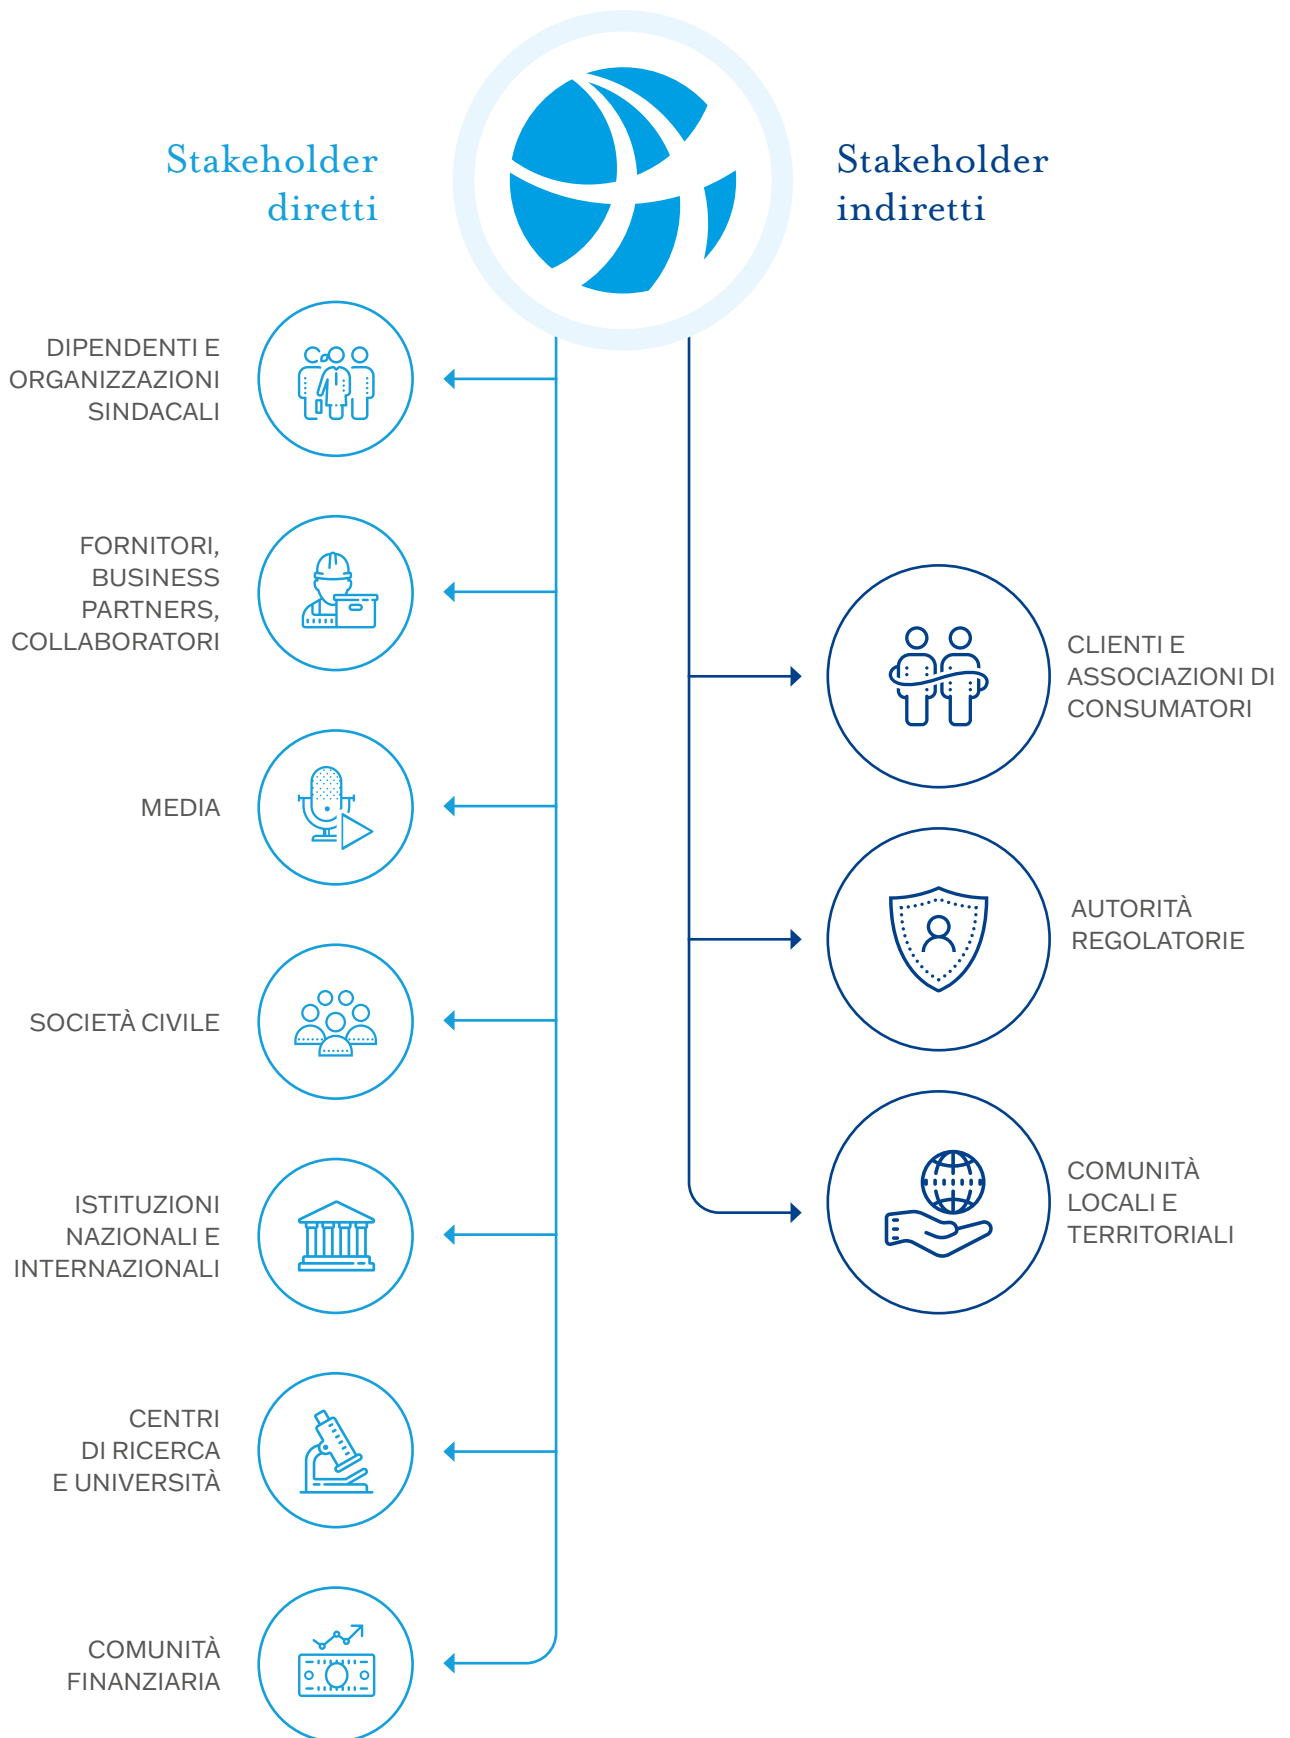 Stakeholder
diretti
DIPENDENTI E
ORGANIZZAZIONI
SINDACALI
FORNITORI,
BUSINESS
PARTNERS,
COLLABORATORI
MEDIA
SOCIETÀ CIVILE
ISTITUZIONI
NAZIONALI E
INTERNAZIONALI
CENTRI
DI RICERCA
E UNIVERSITÀ
COMUNITÀ
FINANZIARIA
Stakeholder
indiretti
CLIENTI E
ASSOCIAZIONI DI
CONSUMATORI
AUTORITÀ
REGOLATORIE
COMUNITÀ
LOCALI E
TERRITORIALI